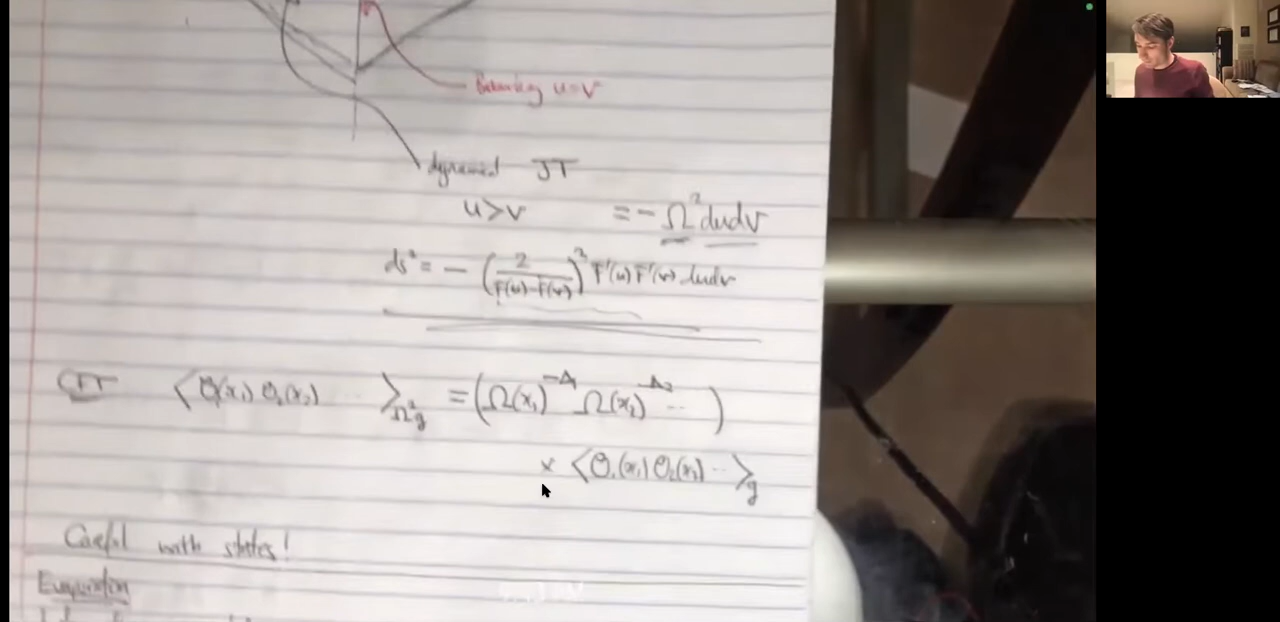 Boundary u=v
dynamical JT
u>v = - Ω² du dv
ds² = - (2 / F(u)-F(v))² F'(u) F'(v) du dv
CFT ⟨O₁(x₁) O₂(x₂) ... ⟩_Ω²g = (Ω(x₁)^-Δ₁ Ω(x₂)^-Δ₂ ...)
× ⟨O₁(x₁) O₂(x₂) ... ⟩_g
Careful with states!
Evaporation